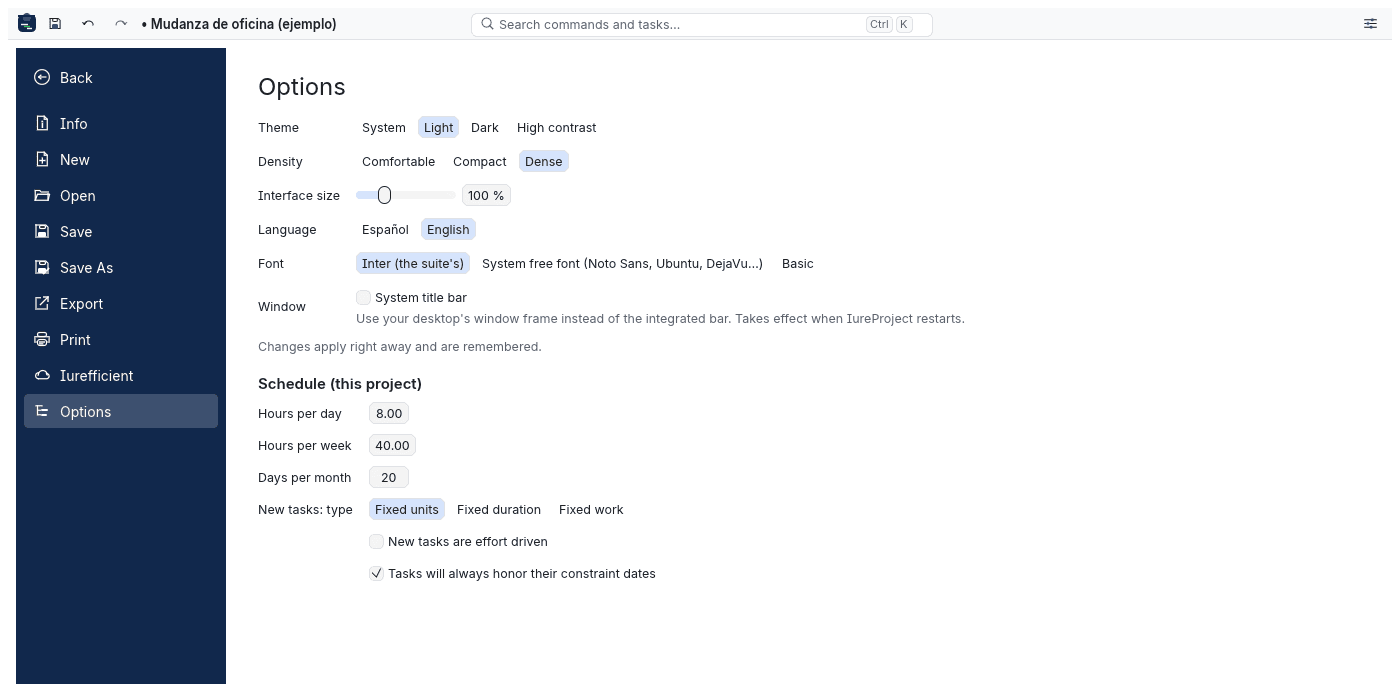 • Mudanza de oficina (ejemplo)
Search commands and tasks...
Ctrl K
Back
Info
New
Open
Save
Save As
Export
Print
Iurefficient
Options
Options
Theme System Light Dark High contrast
Density Comfortable Compact Dense
Interface size 100 %
Language Español English
Font Inter (the suite's) System free font (Noto Sans, Ubuntu, DejaVu...) Basic
Window System title bar
Use your desktop's window frame instead of the integrated bar. Takes effect when IureProject restarts.
Changes apply right away and are remembered.
Schedule (this project)
Hours per day 8.00
Hours per week 40.00
Days per month 20
New tasks: type Fixed units Fixed duration Fixed work
New tasks are effort driven
Tasks will always honor their constraint dates